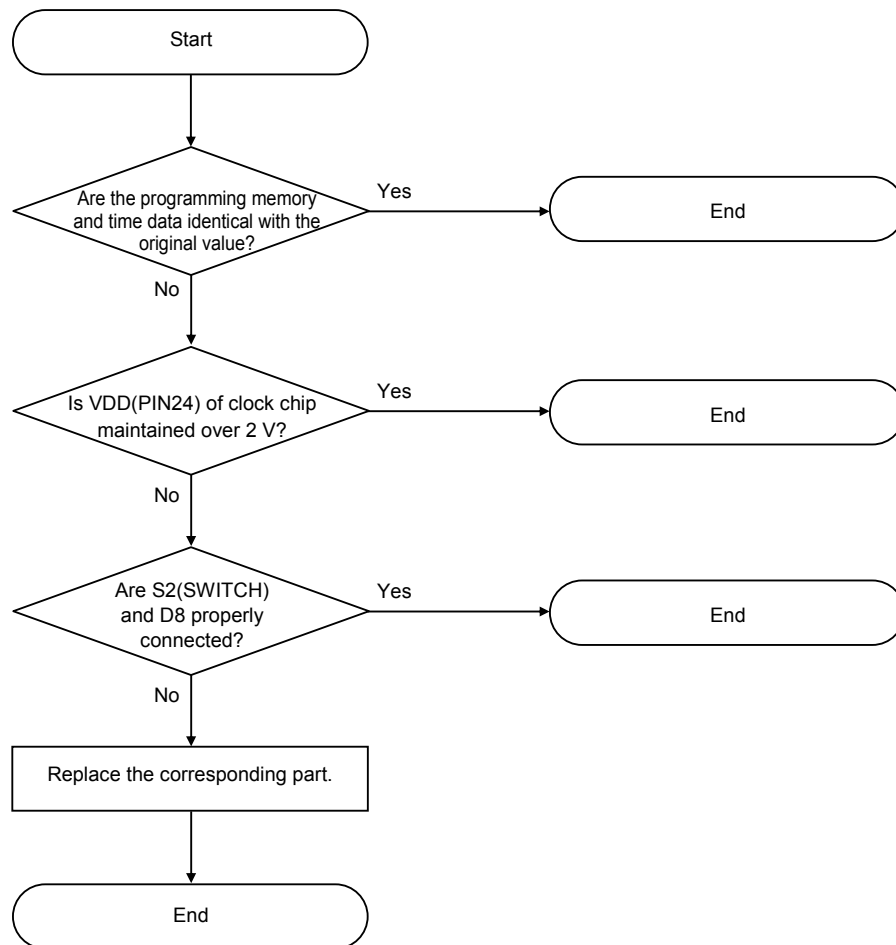 Start
Are the programming memory
and time data identical with the
original value?
Yes
End
No
Is VDD(PIN24) of clock chip
maintained over 2 V?
Yes
End
No
Are S2(SWITCH)
and D8 properly
connected?
Yes
End
No
Replace the corresponding part.
End